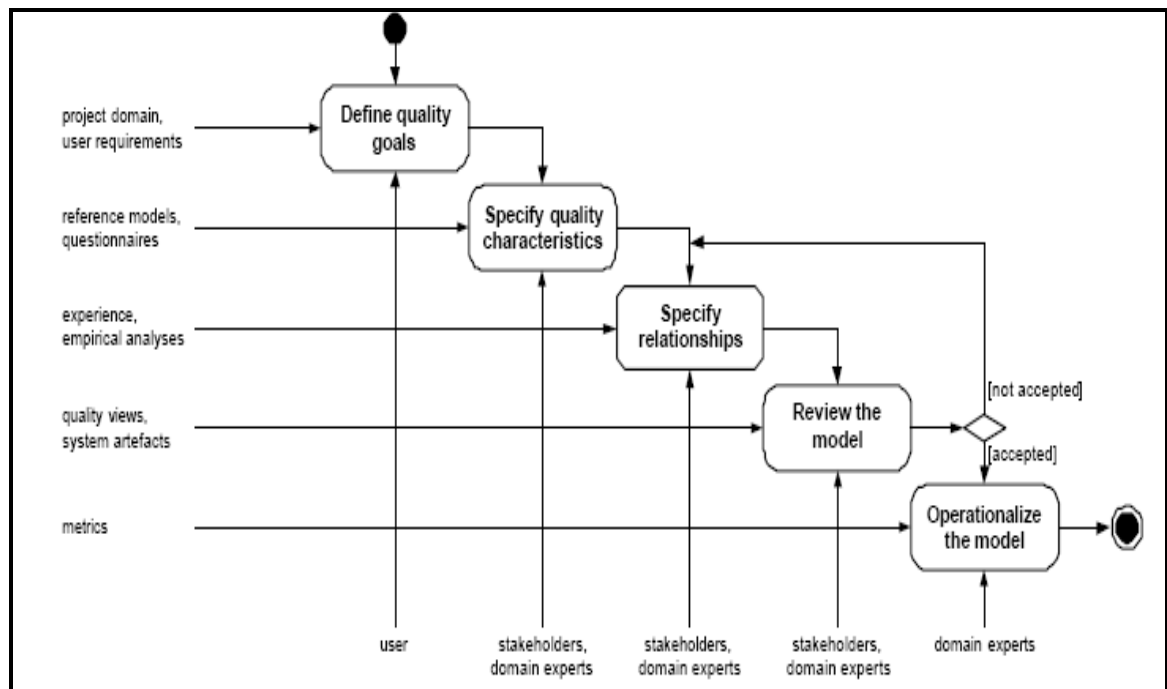 Define quality
goals
project domain,
user requirements
Specify quality
characteristics
reference models,
questionnaires
Specify
relationships
experience,
empirical analyses
[not accepted]
Review the
model
quality views,
system artefacts
[accepted]
Operationalize
the model
metrics
user
stakeholders,
domain experts
stakeholders,
domain experts
stakeholders,
domain experts
domain experts